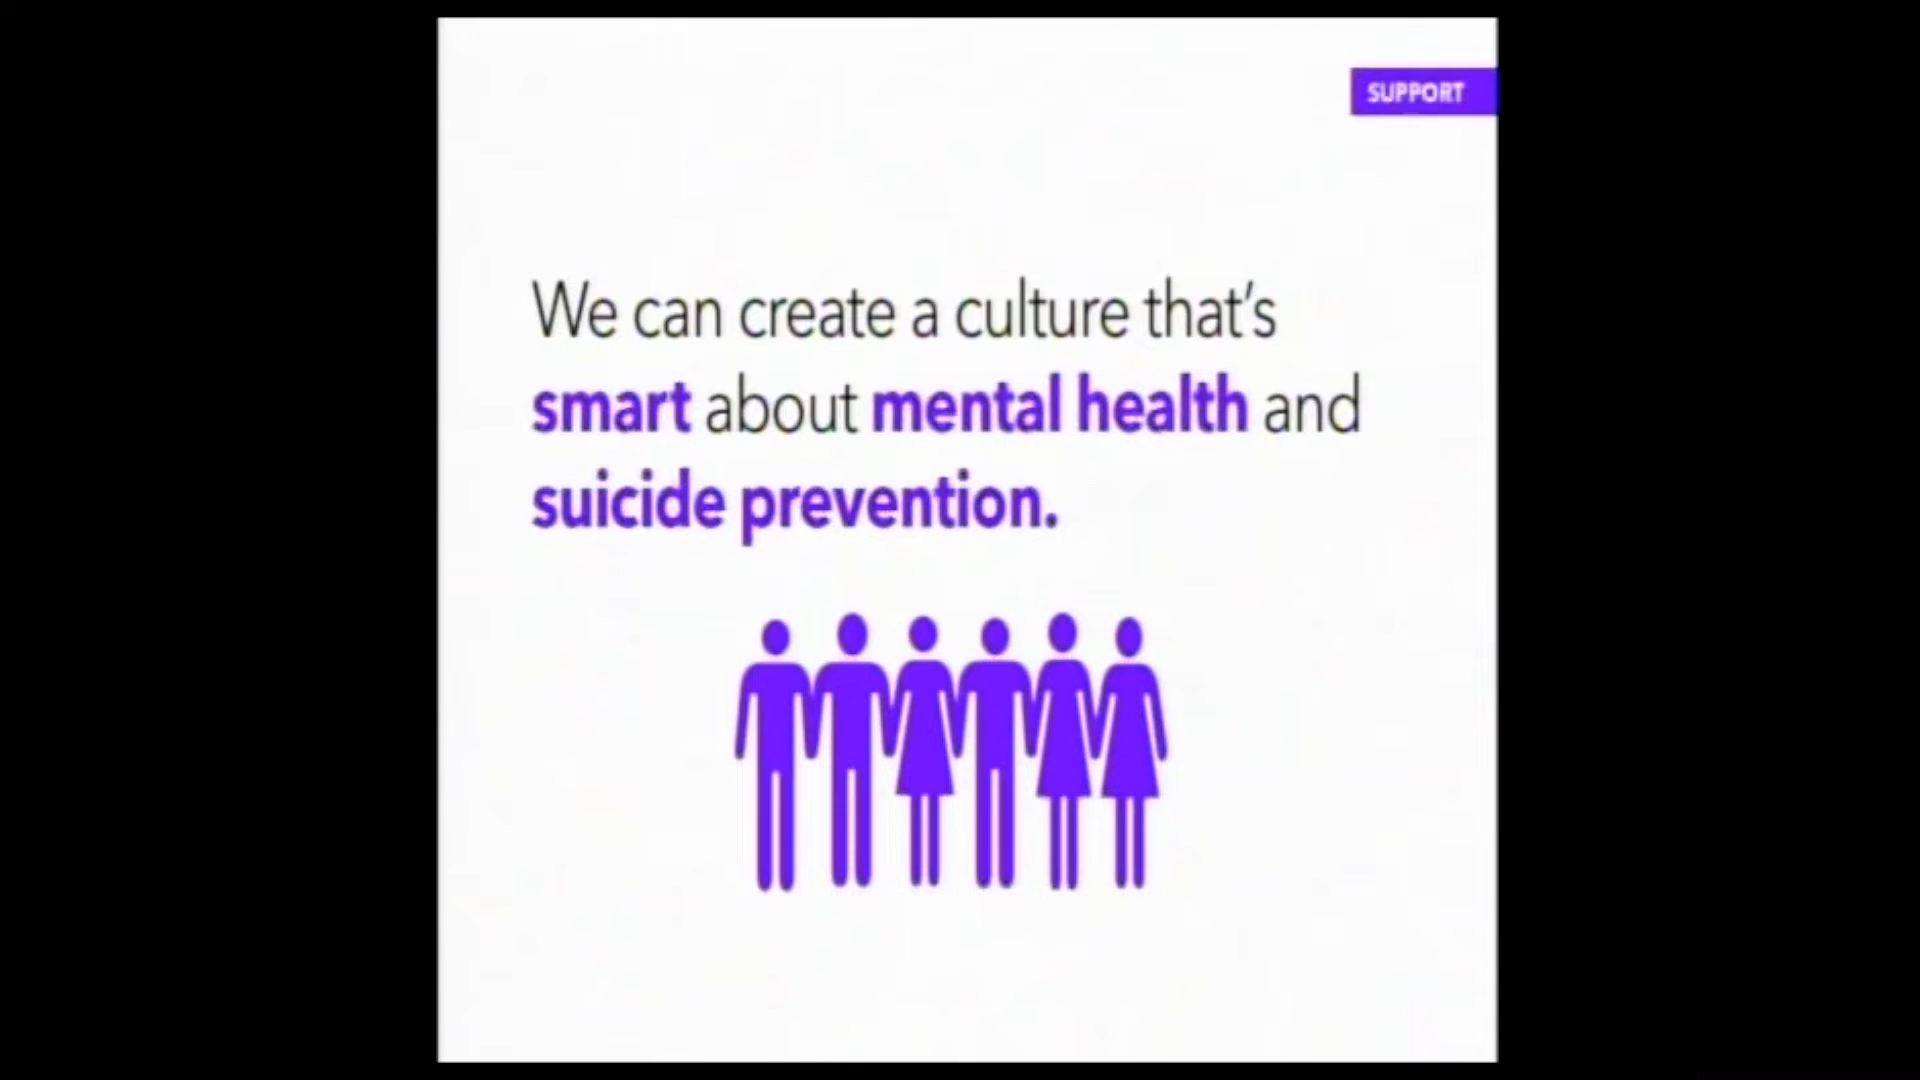 SUPPORT
We can create a culture that's
smart about mental health and
suicide prevention.